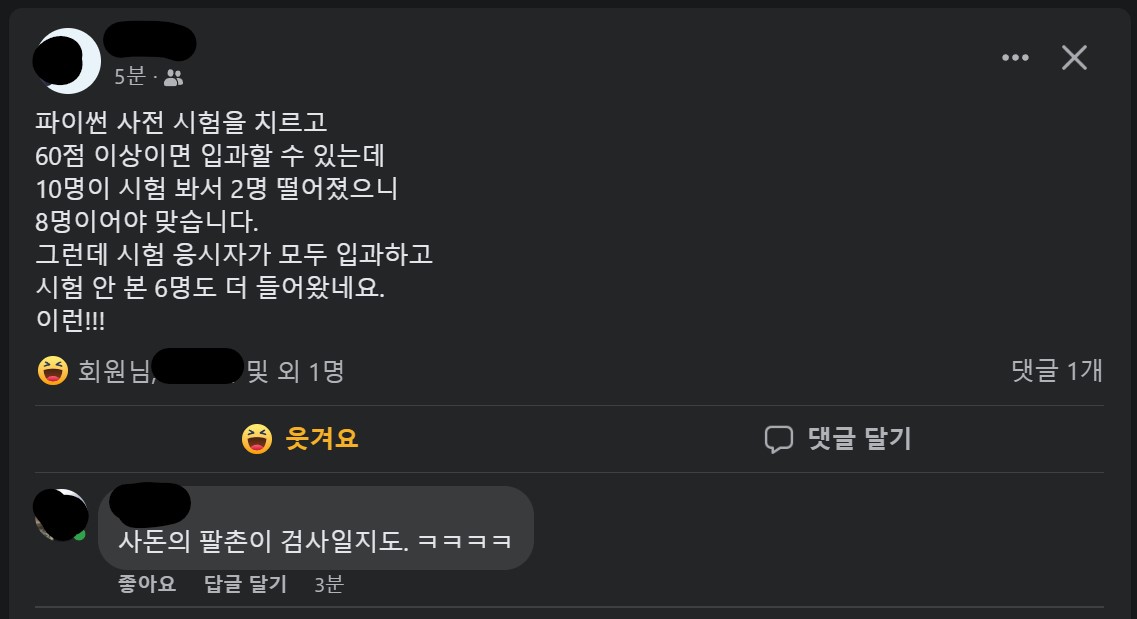 5분 ·
파이썬 사전 시험을 치르고
60점 이상이면 입과할 수 있는데
10명이 시험 봐서 2명 떨어졌으니
8명이어야 맞습니다.
그런데 시험 응시자가 모두 입과하고
시험 안 본 6명도 더 들어왔네요.
이런!!!
회원님, 및 외 1명
댓글 1개
웃겨요
댓글 달기
사돈의 팔촌이 검사일지도. ㅋㅋㅋㅋ
좋아요 답글 달기 3분